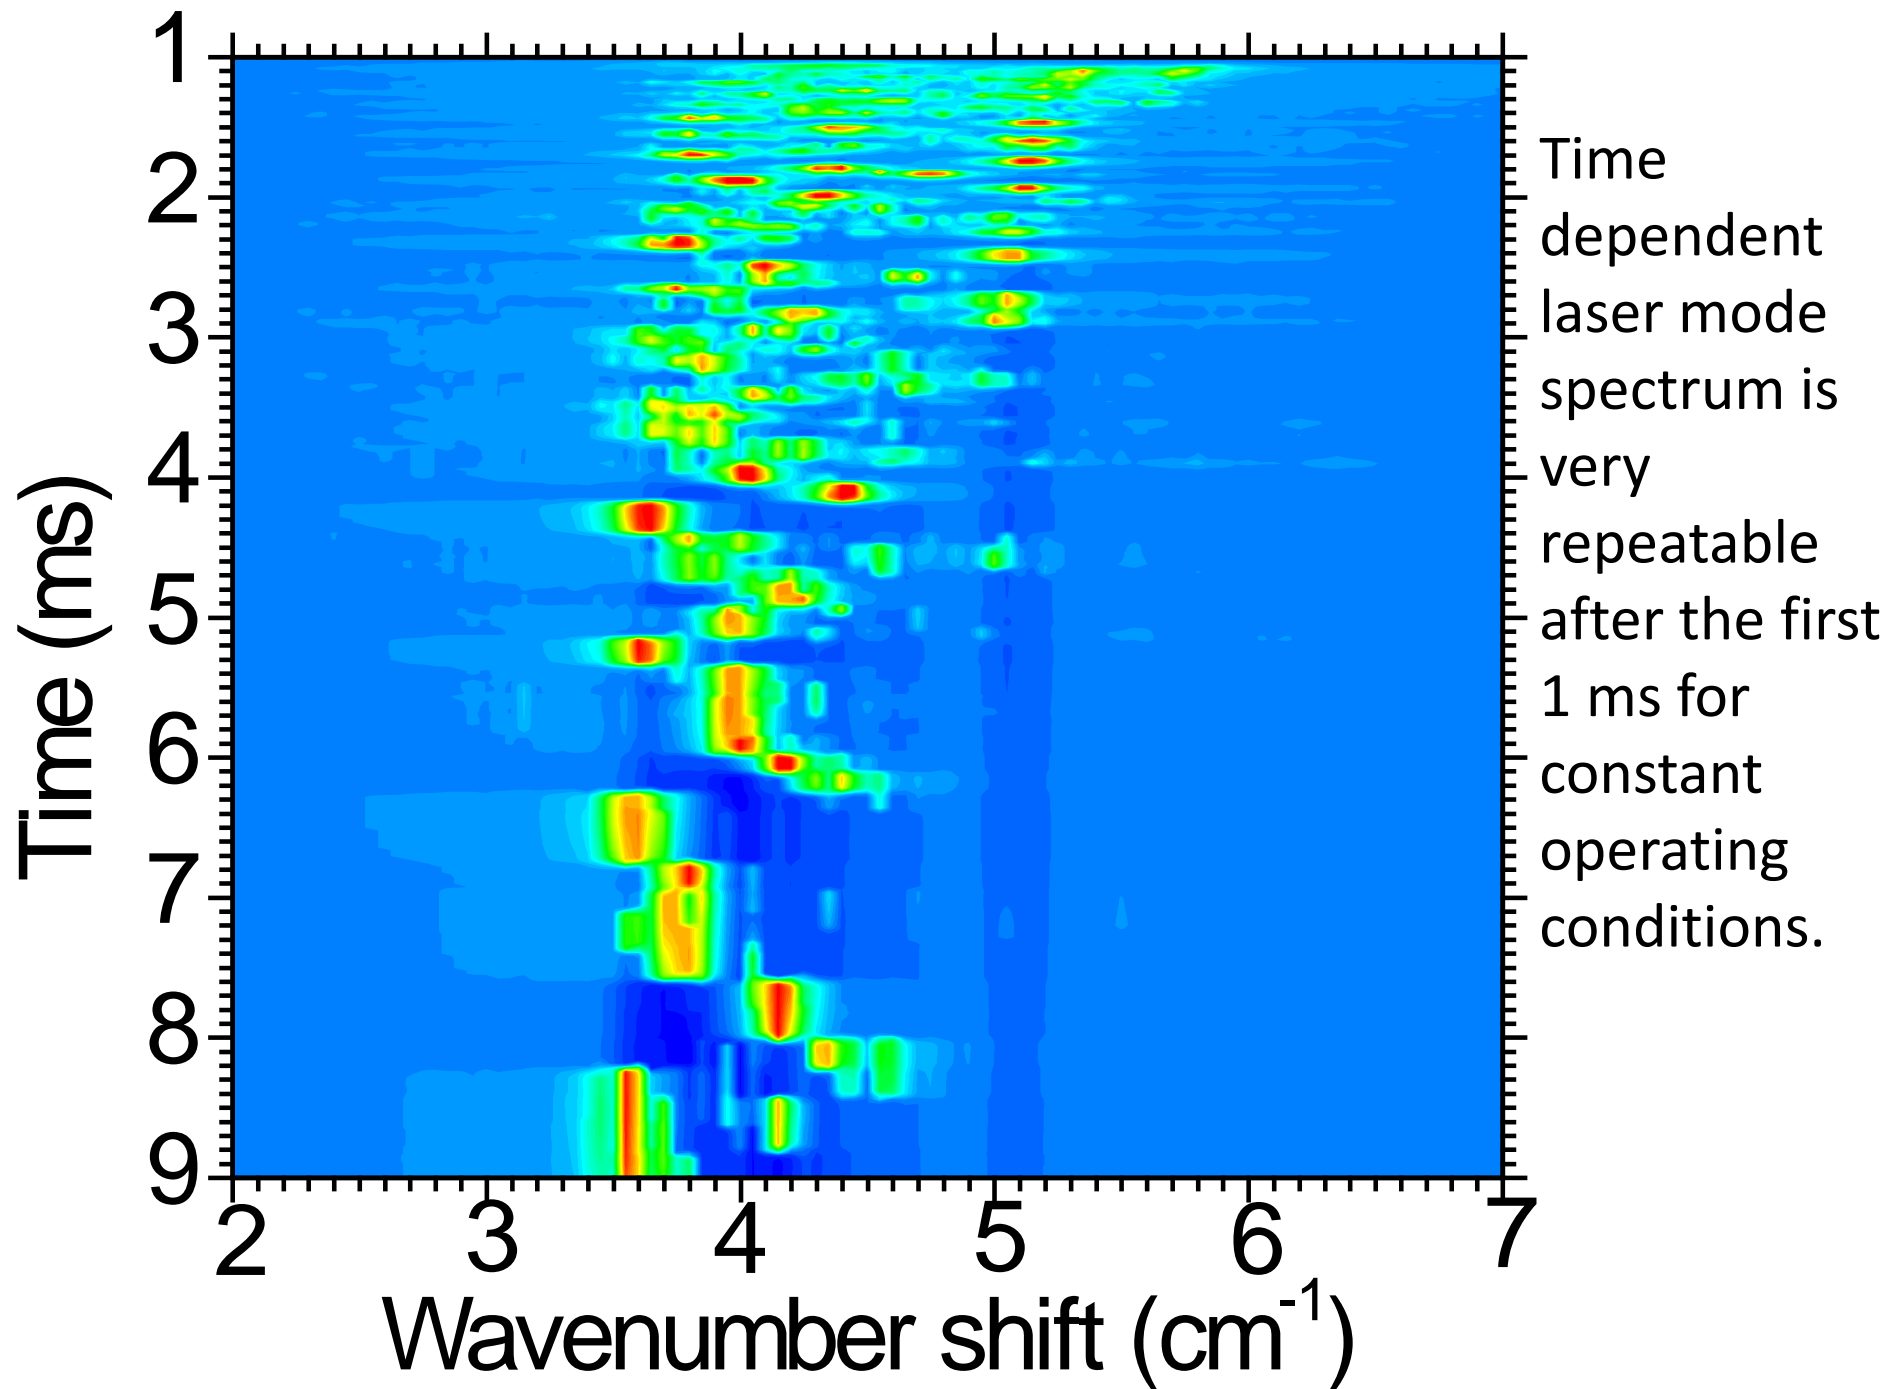 1
2
3
4
5
6
7
8
9
Time (ms)
2 3 4 5 6 7
Wavenumber shift (cm⁻¹)
Time
dependent
laser mode
spectrum is
very
repeatable
after the first
1 ms for
constant
operating
conditions.